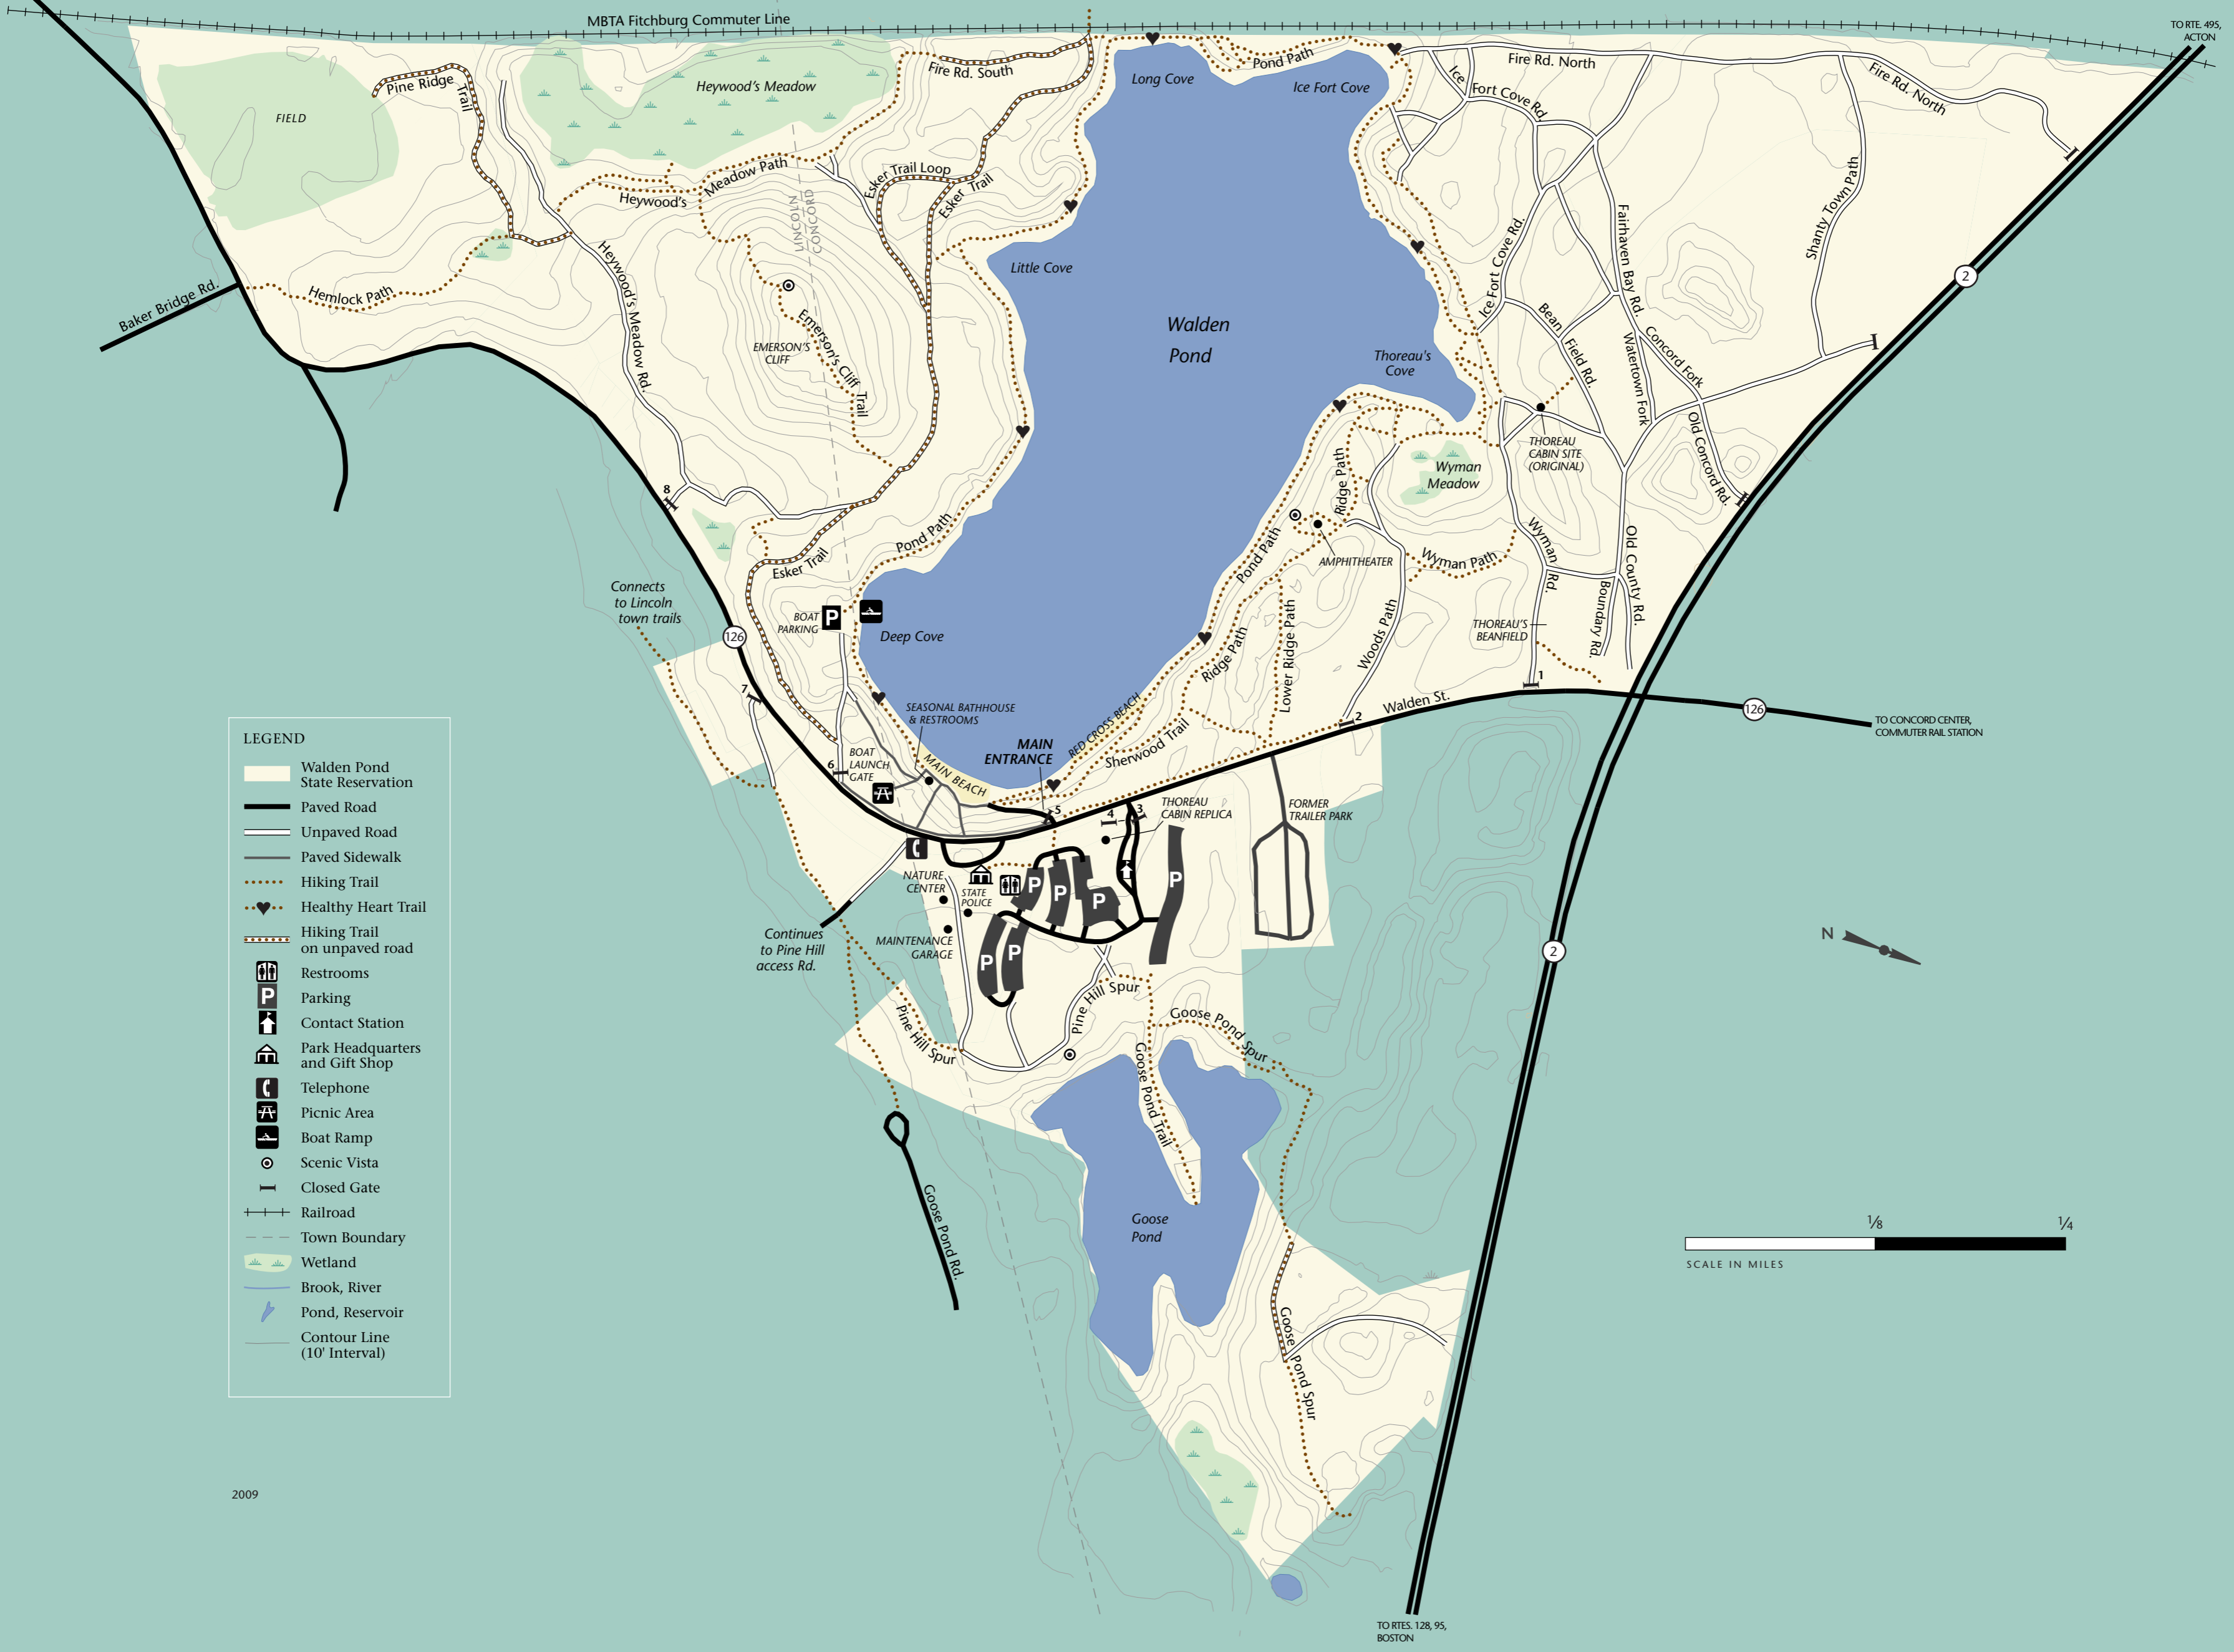 MBTA Fitchburg Commuter Line
TO RTE. 495,
ACTON
FIELD
Pine Ridge
Trail
Heywood's Meadow
Fire Rd. South
Long Cove
Pond Path
Ice Fort Cove
Fire Rd. North
Fire Rd. North
Ice Fort Cove Rd.
Heywood's Meadow Path
LINCOLN
CONCORD
Esker Trail Loop
Esker Trail
Shanty Town Path
Fairhaven Bay Rd.
Ice Fort Cove Rd.
Little Cove
2
Baker Bridge Rd.
Hemlock Path
Heywood's Meadow Rd.
EMERSON'S
CLIFF
Emerson's Cliff
Trail
Walden
Pond
Thoreau's
Cove
Bean Field Rd.
Watertown Fork
Concord Fork
Old Concord Rd.
THOREAU
CABIN SITE
(ORIGINAL)
Wyman
Meadow
Ridge Path
8
Pond Path
Esker Trail
Pond Path
AMPHITHEATER
Wyman Path
Wyman Rd.
Old County Rd.
Boundary Rd.
Connects
to Lincoln
town trails
BOAT
PARKING
P
Deep Cove
126
THOREAU'S
BEANFIELD
Woods Path
Lower Ridge Path
Ridge Path
7
1
2
Walden St.
126
TO CONCORD CENTER,
COMMUTER RAIL STATION
SEASONAL BATHHOUSE
& RESTROOMS
MAIN
ENTRANCE
RED CROSS BEACH
Sherwood Trail
BOAT
LAUNCH
GATE
6
MAIN BEACH
5
4
3
THOREAU
CABIN REPLICA
FORMER
TRAILER PARK
NATURE
CENTER
STATE
POLICE
P
P
P
P
P
P
MAINTENANCE
GARAGE
Continues
to Pine Hill
access Rd.
2
N
Pine Hill Spur
Pine Hill Spur
Goose Pond Spur
Goose Pond Trail
Goose
Pond
Goose Pond Rd.
Goose Pond Spur
1/8
1/4
SCALE IN MILES
TO RTES. 128, 95,
BOSTON
LEGEND
Walden Pond
State Reservation
Paved Road
Unpaved Road
Paved Sidewalk
Hiking Trail
Healthy Heart Trail
Hiking Trail
on unpaved road
Restrooms
P
Parking
Contact Station
Park Headquarters
and Gift Shop
Telephone
Picnic Area
Boat Ramp
Scenic Vista
Closed Gate
Railroad
Town Boundary
Wetland
Brook, River
Pond, Reservoir
Contour Line
(10' Interval)
2009